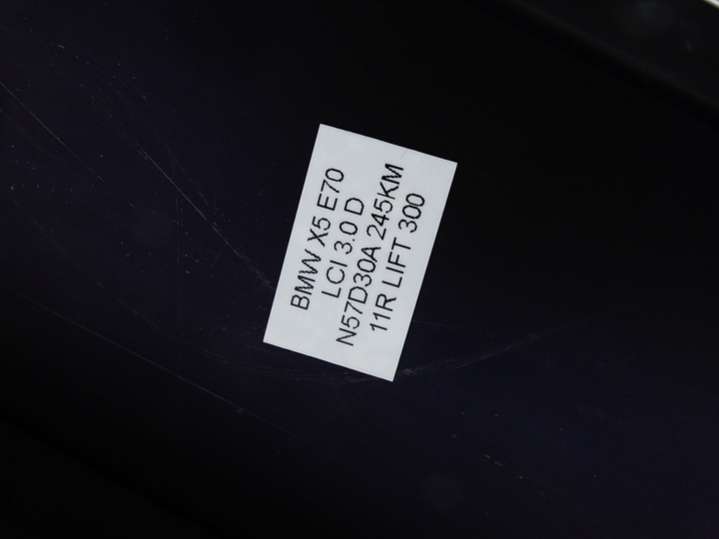 BMW X5 E70
LCI 3.0 D
N57D30A 245KM
11R LIFT 300